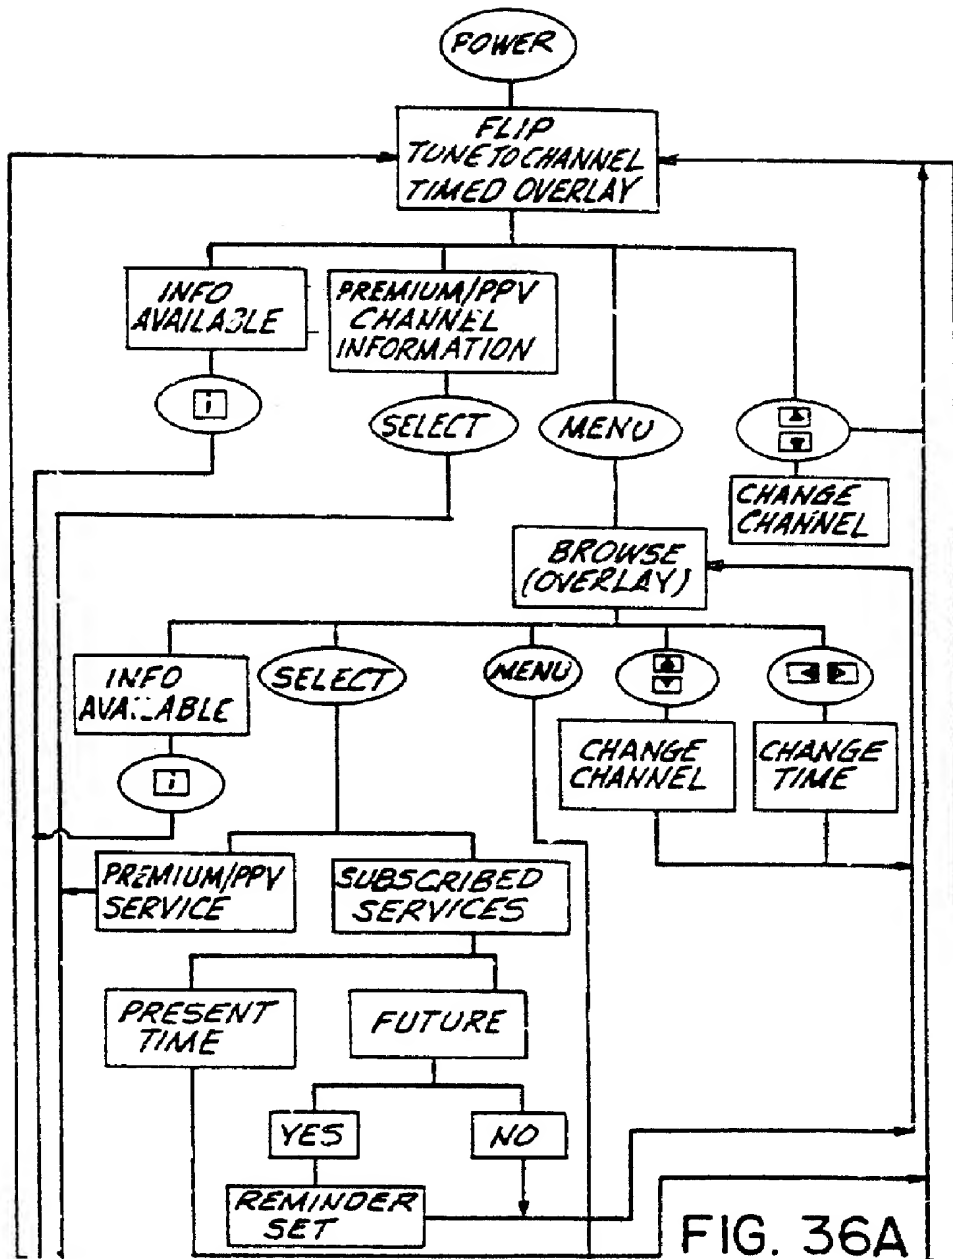 POWER
FLIP
TUNE TO CHANNEL
TIMED OVERLAY
INFO
AVAILABLE
PREMIUM/PPV
CHANNEL
INFORMATION
i
SELECT
MENU
CHANGE
CHANNEL
BROWSE
(OVERLAY)
INFO
AVAILABLE
SELECT
MENU
i
CHANGE
CHANNEL
CHANGE
TIME
PREMIUM/PPV
SERVICE
SUBSCRIBED
SERVICES
PRESENT
TIME
FUTURE
YES
NO
REMINDER
SET
FIG. 36A